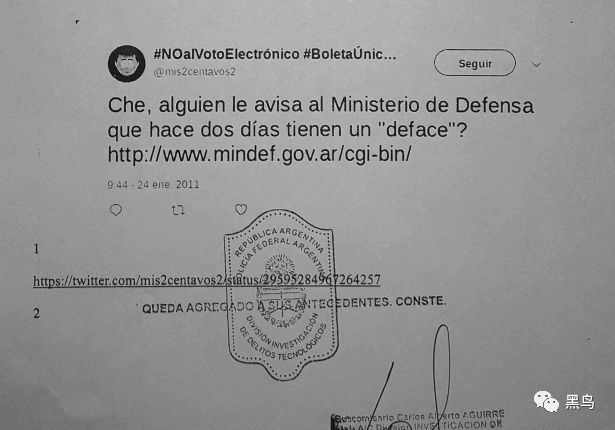 #NOalVotoElectrónico #BoletaÚnic...
@mis2centavos2
Seguir
Che, alguien le avisa al Ministerio de Defensa
que hace dos días tienen un "deface"?
http://www.mindef.gov.ar/cgi-bin/
9:44 - 24 ene. 2011
REPÚBLICA ARGENTINA
POLICÍA FEDERAL ARGENTINA
1
https://twitter.com/mis2centavos2/status/29595284967264257
2
QUEDA AGREGADO A SUS ANTECEDENTES. CONSTE.
DIVISIÓN INVESTIGACIÓN
DE DELITOS TECNOLÓGICOS
Subcomisario Carlos Alberto AGUIRRE
División INVESTIGACION DE
黑鸟